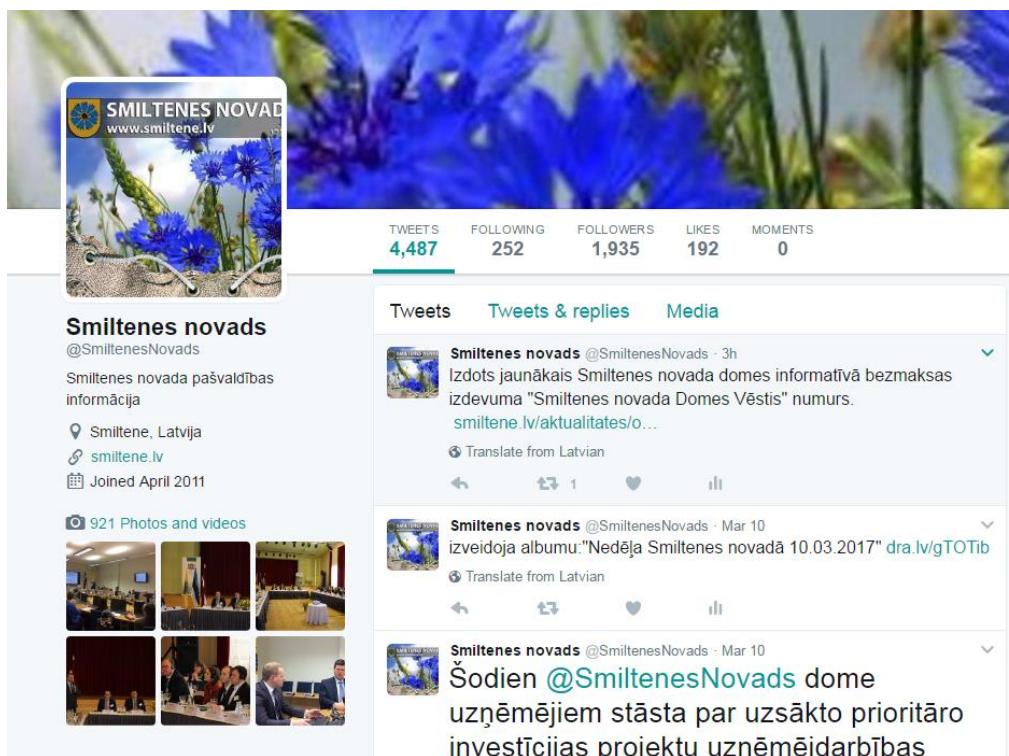 SMILTENES NOVAD
www.smiltene.lv
TWEETS FOLLOWING FOLLOWERS LIKES MOMENTS
4,487 252 1,935 192 0
Smiltenes novads
@SmiltenesNovads
Smiltenes novada pašvaldības
informācija
Smiltene, Latvija
smiltene.lv
Joined April 2011
921 Photos and videos
Tweets Tweets & replies Media
Smiltenes novads @SmiltenesNovads · 3h
Izdots jaunākais Smiltenes novada domes informatīvā bezmaksas
izdevuma "Smiltenes novada Domes Vēstis" numurs.
smiltene.lv/aktualitates/o…
Translate from Latvian
1
Smiltenes novads @SmiltenesNovads · Mar 10
izveidoja albumu:"Nedēļa Smiltenes novadā 10.03.2017" dra.lv/gTOTib
Translate from Latvian
Smiltenes novads @SmiltenesNovads · Mar 10
Šodien @SmiltenesNovads dome
uzņēmējiem stāsta par uzsākto prioritāro
investīcijas projektu uzņēmējdarbības